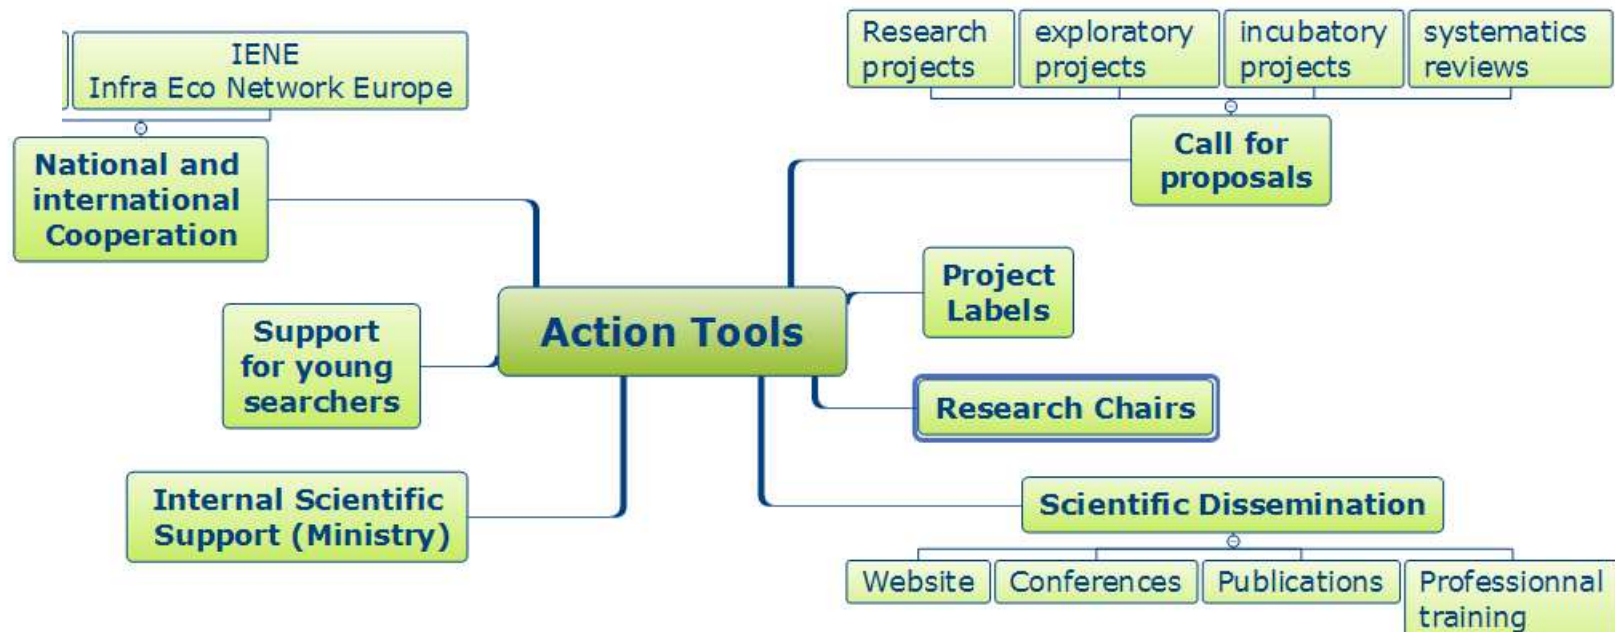 IENE
Infra Eco Network Europe
National and
international
Cooperation
Support
for young
searchers
Internal Scientific
Support (Ministry)
Action Tools
Research
projects
exploratory
projects
incubatory
projects
systematics
reviews
Call for
proposals
Project
Labels
Research Chairs
Scientific Dissemination
Website
Conferences
Publications
Professionnal
training